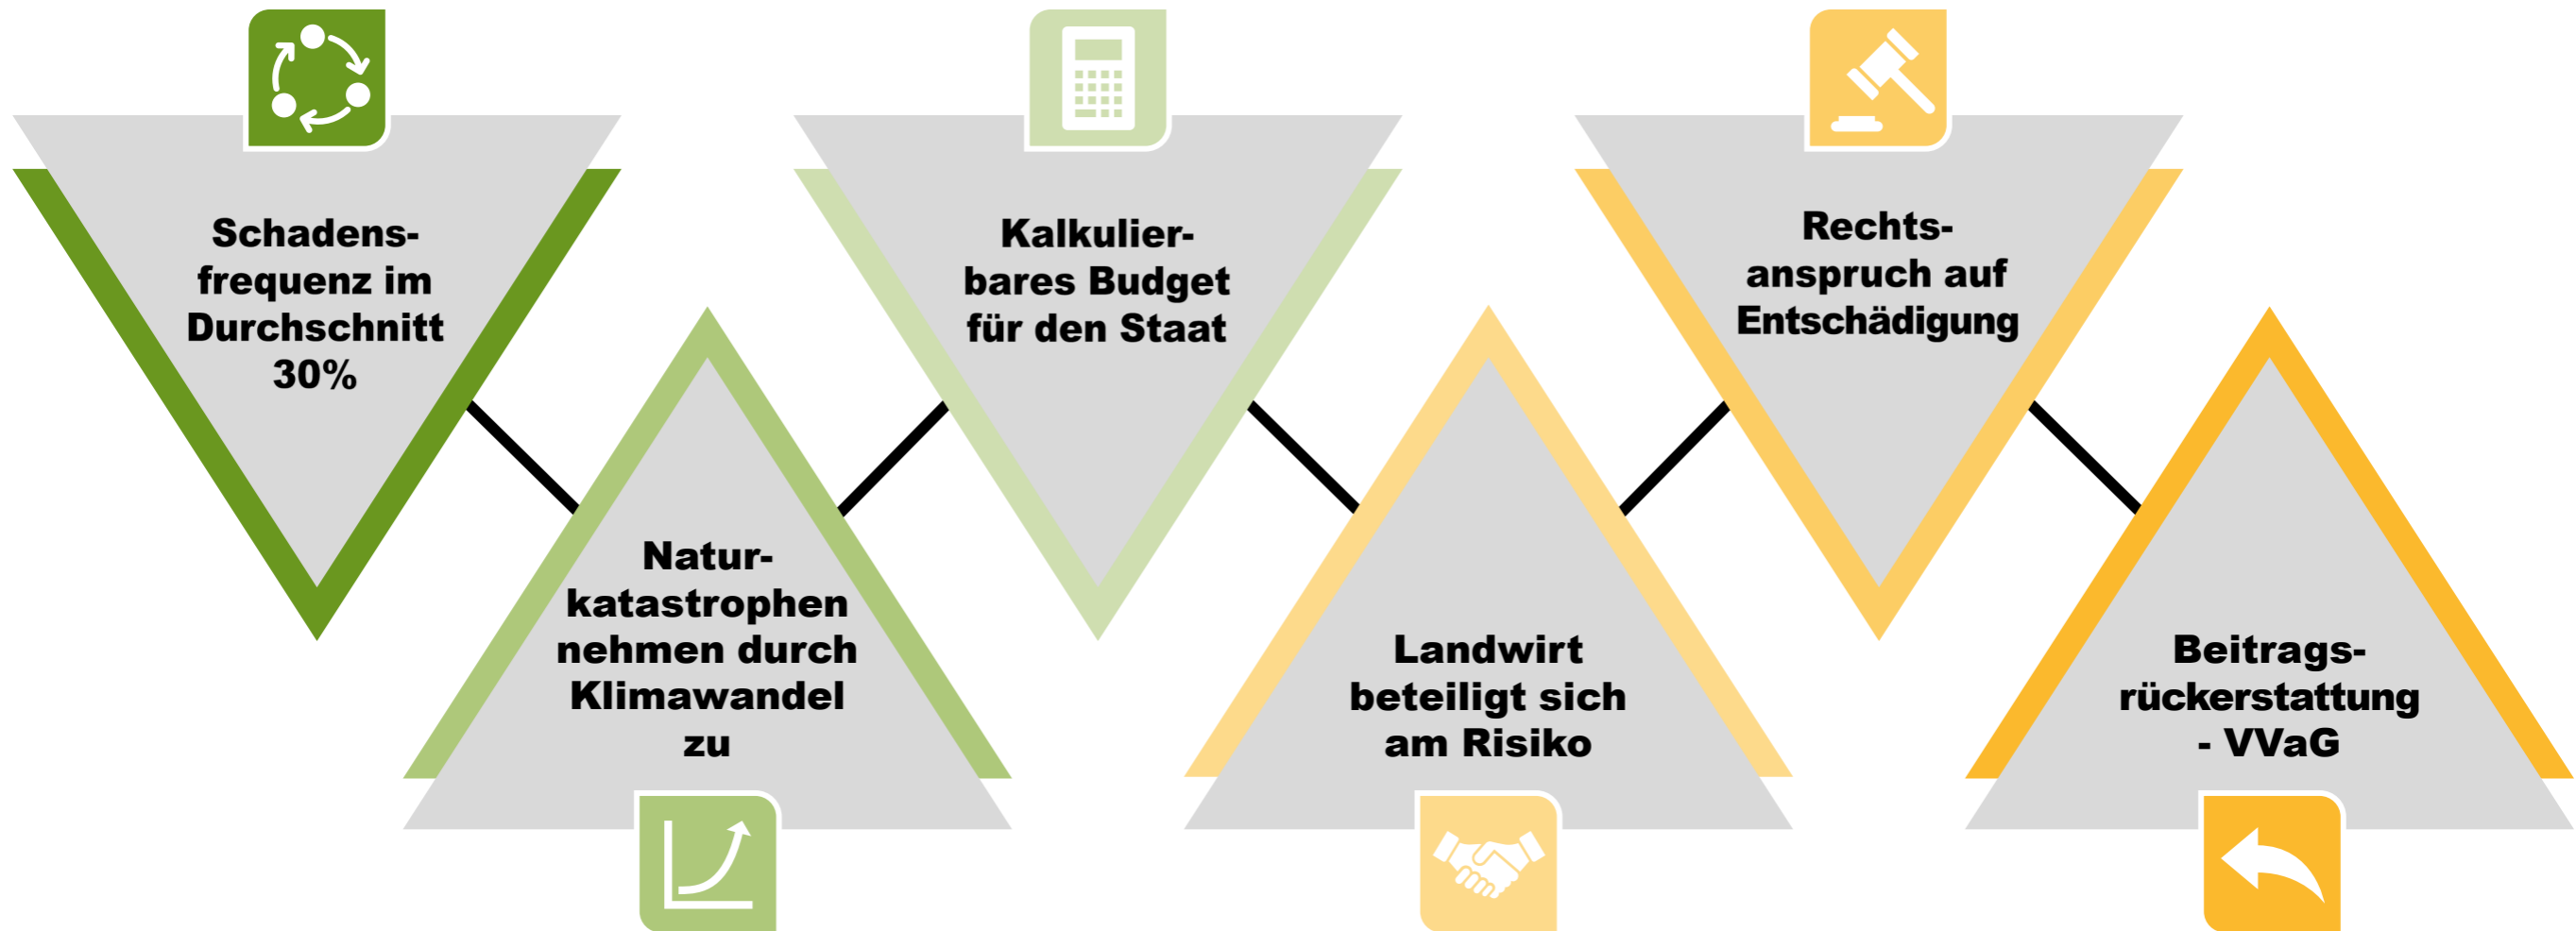 Schadens-
frequenz im
Durchschnitt
30%
Natur-
katastrophen
nehmen durch
Klimawandel
zu
Kalkulier-
bares Budget
für den Staat
Landwirt
beteiligt sich
am Risiko
Rechts-
anspruch auf
Entschädigung
Beitrags-
rückerstattung
- VVaG